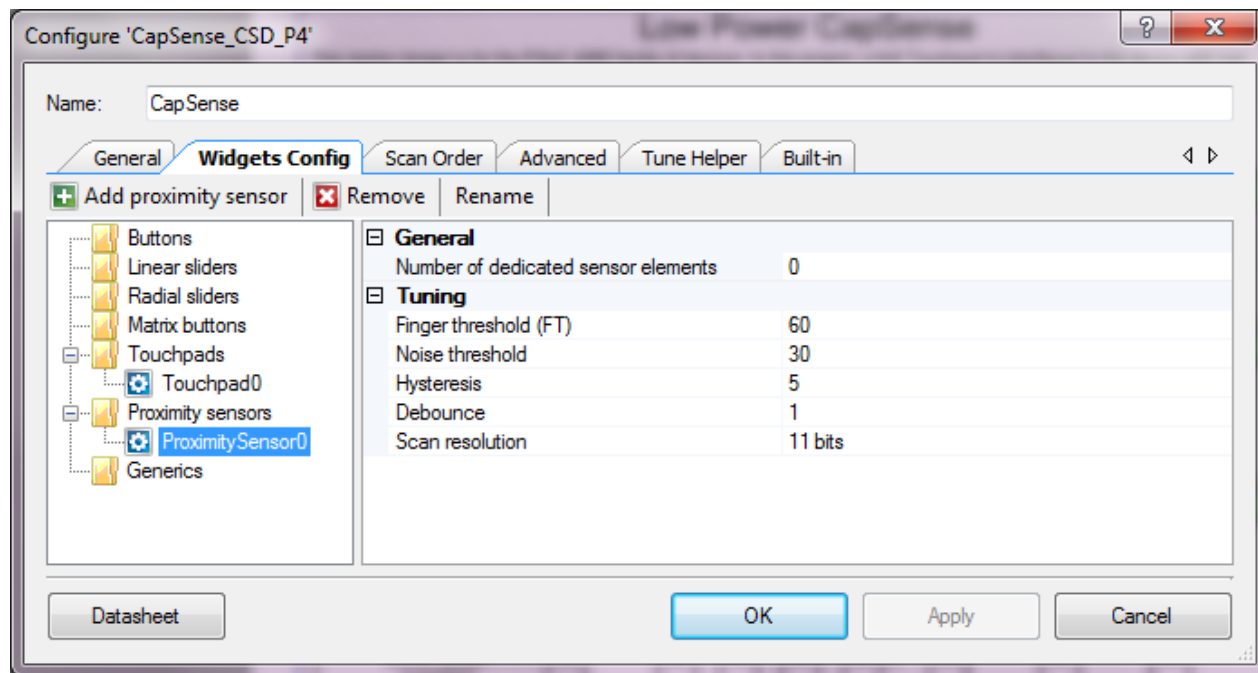 Configure 'CapSense_CSD_P4'
Low Power CapSense
?
X
Name: CapSense
General Widgets Config Scan Order Advanced Tune Helper Built-in
Add proximity sensor Remove Rename
Buttons
Linear sliders
Radial sliders
Matrix buttons
Touchpads
Touchpad0
Proximity sensors
ProximitySensor0
Generics
General
Number of dedicated sensor elements 0
Tuning
Finger threshold (FT) 60
Noise threshold 30
Hysteresis 5
Debounce 1
Scan resolution 11 bits
Datasheet OK Apply Cancel